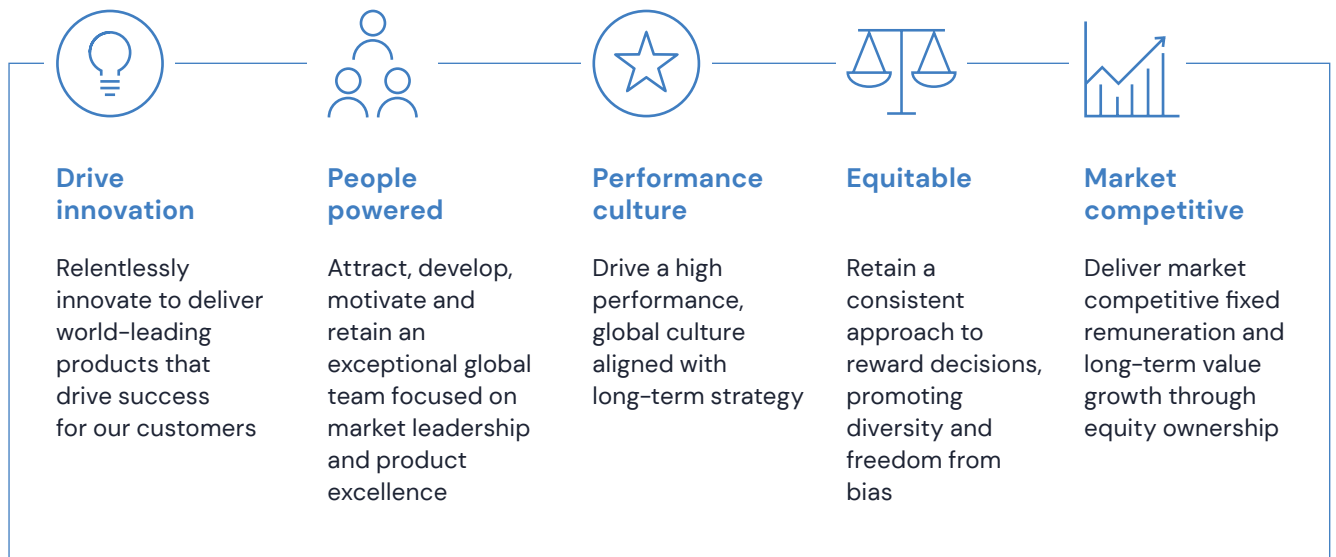 Drive
innovation
Relentlessly
innovate to deliver
world-leading
products that
drive success
for our customers
People
powered
Attract, develop,
motivate and
retain an
exceptional global
team focused on
market leadership
and product
excellence
Performance
culture
Drive a high
performance,
global culture
aligned with
long-term strategy
Equitable
Retain a
consistent
approach to
reward decisions,
promoting
diversity and
freedom from
bias
Market
competitive
Deliver market
competitive fixed
remuneration and
long-term value
growth through
equity ownership